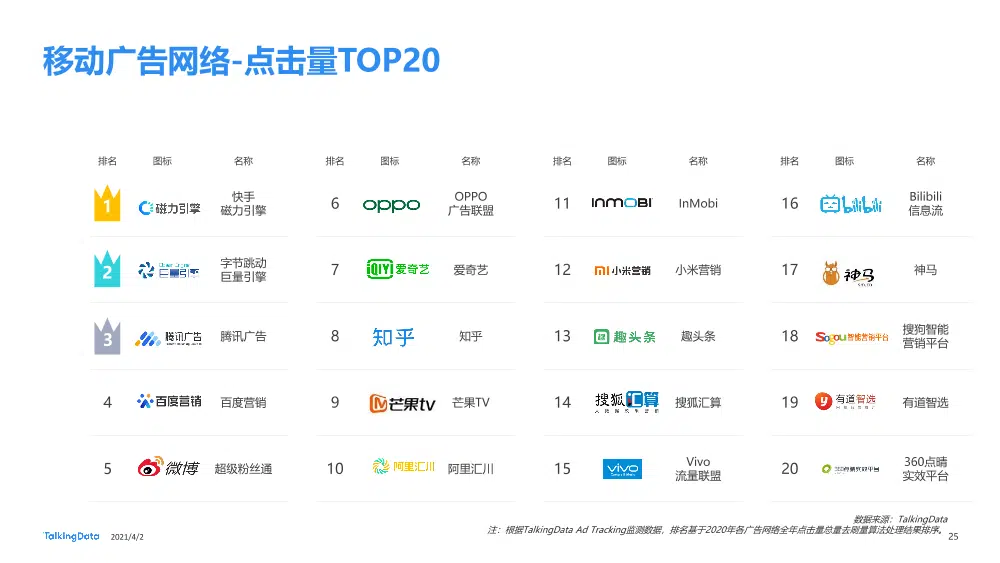 移动广告网络-点击量TOP20
排名 图标 名称 排名 图标 名称 排名 图标 名称 排名 图标 名称
1 磁力引擎 快手
磁力引擎
6 oppo OPPO
广告联盟
11 INMOBI InMobi
16 bilibili Bilibili
信息流
2 巨量引擎 字节跳动
巨量引擎
7 QIY 爱奇艺 爱奇艺
12 小米营销 小米营销
17 神马 神马
3 腾讯广告 腾讯广告
8 知乎 知乎
13 趣头条 趣头条
18 Sogou智能营销平台 搜狗智能
营销平台
4 百度营销 百度营销
9 芒果tv 芒果TV
14 搜狐汇算 搜狐汇算
19 有道智选 有道智选
5 微博 超级粉丝通
10 阿里汇川 阿里汇川
15 vivo Vivo
流量联盟
20 360点睛实效平台 360点睛
实效平台
数据来源：TalkingData
注：根据TalkingData Ad Tracking监测数据，排名基于2020年各广告网络全年点击量总量去刷量算法处理结果排序。
TalkingData 2021/4/2 25